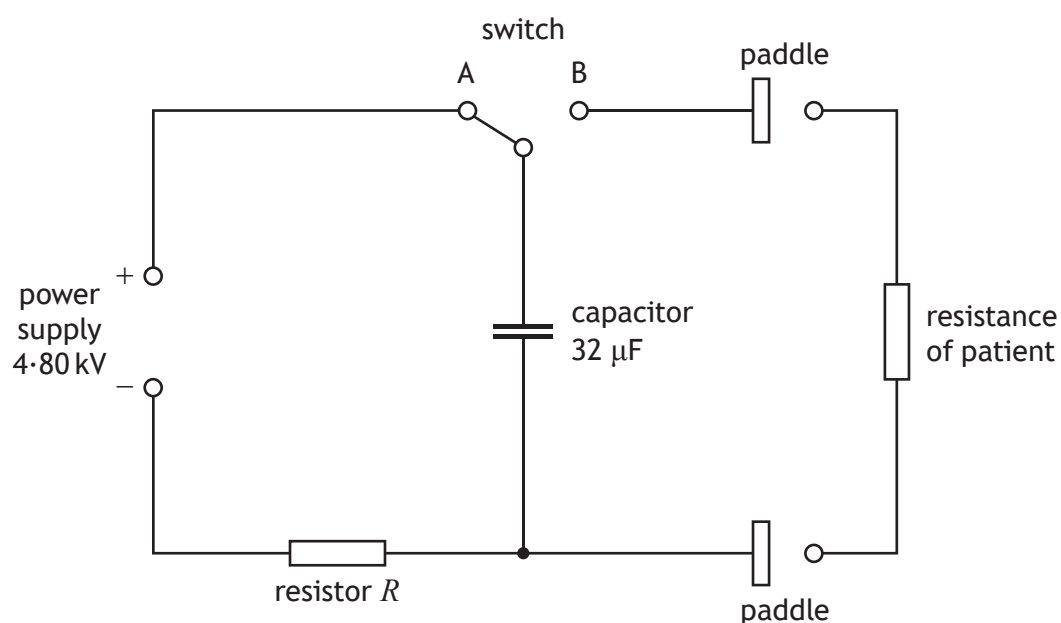 switch
A
B
paddle
+
power
supply
4·80 kV
−
capacitor
32 µF
resistance
of patient
resistor R
paddle